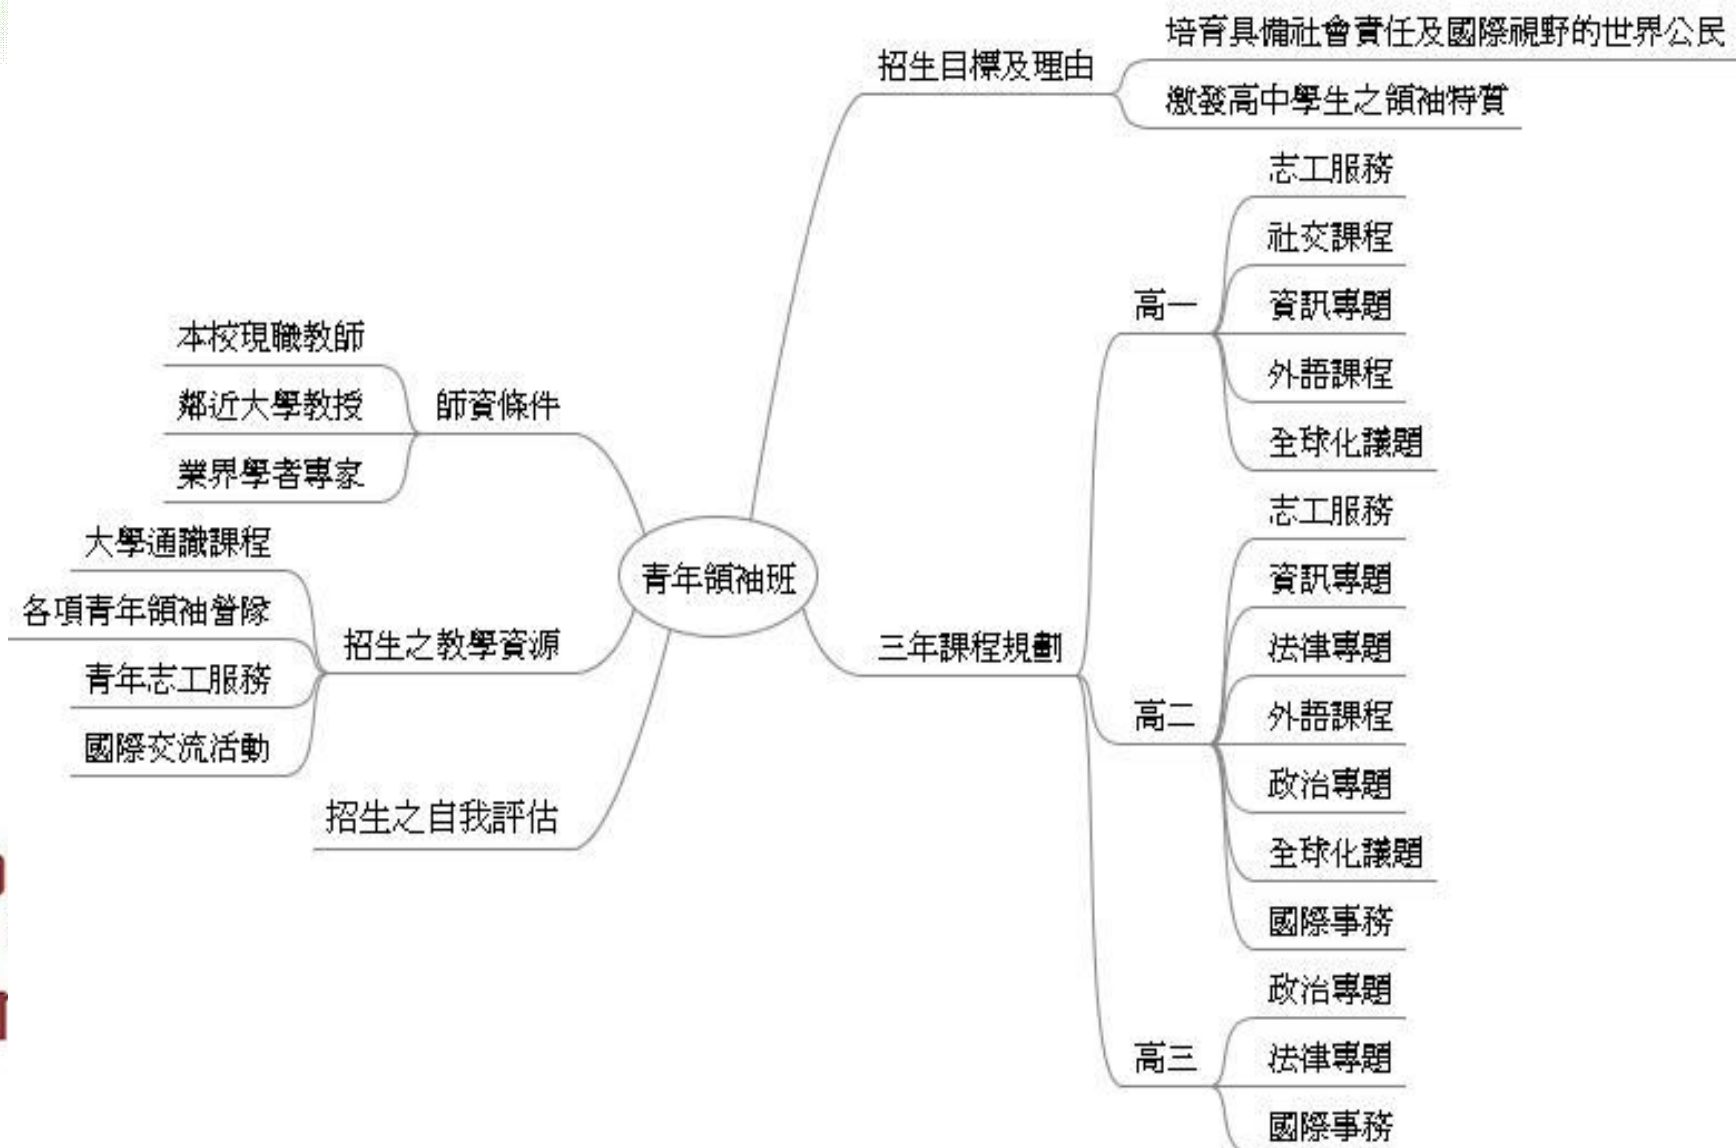 青年領袖班
招生目標及理由
培育具備社會責任及國際視野的世界公民
激發高中學生之領袖特質
三年課程規劃
高一
志工服務
社交課程
資訊專題
外語課程
全球化議題
高二
志工服務
資訊專題
法律專題
外語課程
政治專題
全球化議題
國際事務
高三
政治專題
法律專題
國際事務
師資條件
本校現職教師
鄰近大學教授
業界學者專家
招生之教學資源
大學通識課程
各項青年領袖營隊
青年志工服務
國際交流活動
招生之自我評估